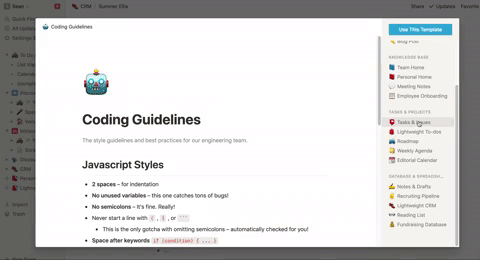 CRM
Summer Ellis
Share
Updates
Favorite
Quick Find
All Updates
Settings
Coding Guidelines
Use This Template
Blog Post
KNOWLEDGE BASE
Team Home
Personal Home
Meeting Notes
Employee Onboarding
TASKS & PROJECTS
Tasks & Issues
Lightweight To-dos
Roadmap
Weekly Agenda
Editorial Calendar
Notes & Drafts
Recruiting Pipeline
Lightweight CRM
Reading List
Fundraising Database
Coding Guidelines
The style guidelines and best practices for our engineering team.
Javascript Styles
• 2 spaces – for indentation
• No unused variables – this one catches tons of bugs!
• No semicolons – it's fine. Really!
• Never start a line with (, [, or ```
• This is the only gotcha with omitting semicolons – automatically checked for you!
• Space after keywords if (condition) { ... }
Import
Trash